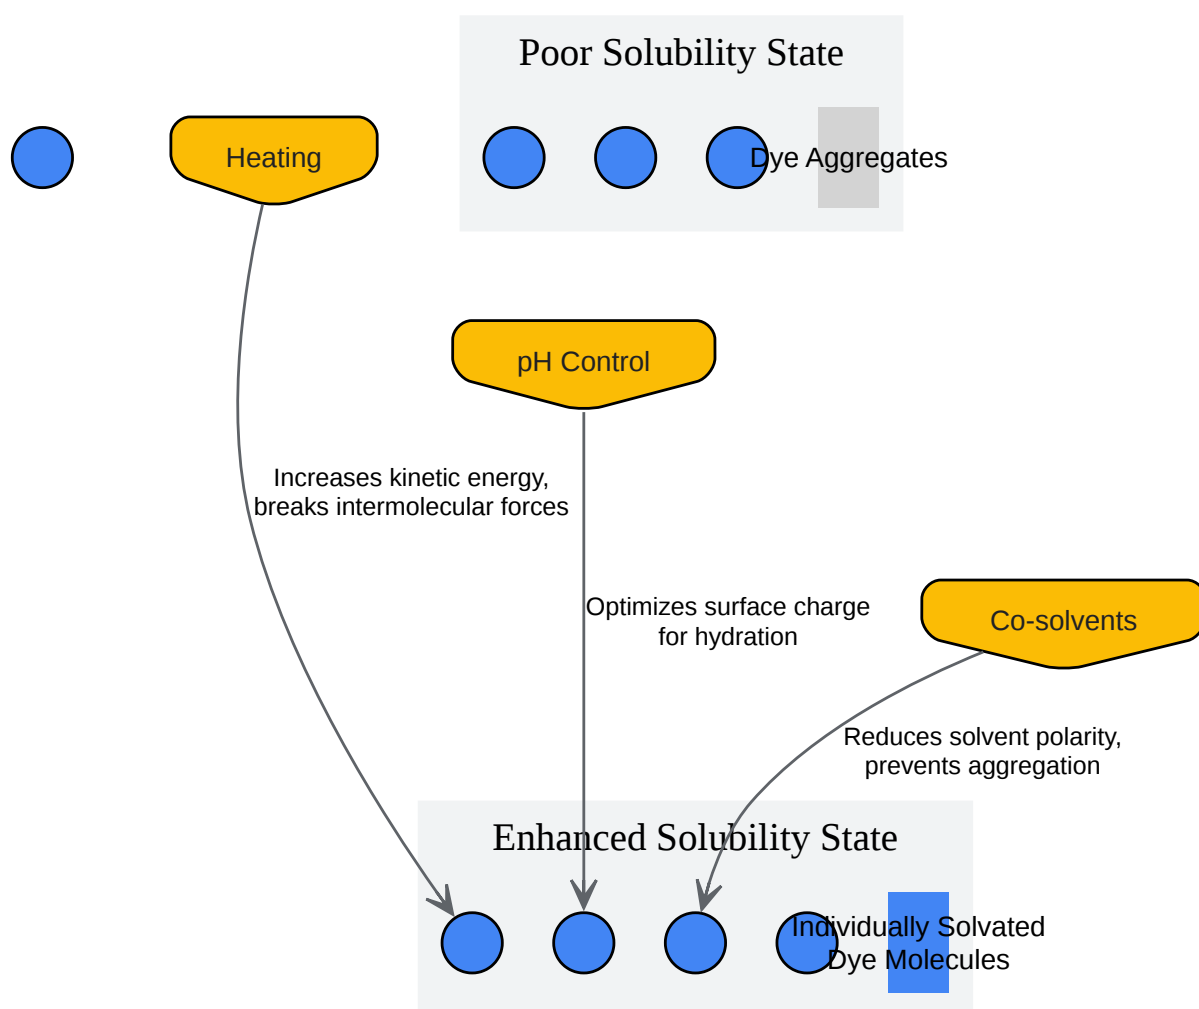 Poor Solubility State
Heating
Dye Aggregates
pH Control
Increases kinetic energy,
breaks intermolecular forces
Optimizes surface charge
for hydration
Co-solvents
Reduces solvent polarity,
prevents aggregation
Enhanced Solubility State
Individually Solvated
Dye Molecules